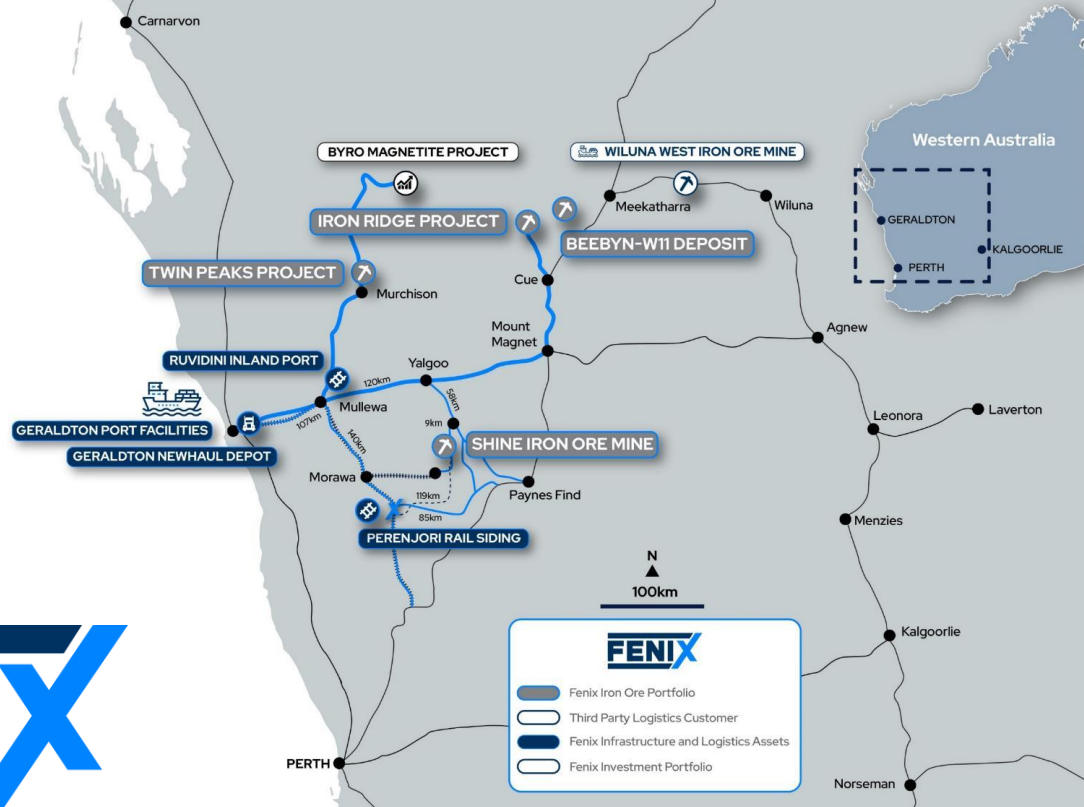 Carnarvon
Western Australia
BYRO MAGNETITE PROJECT
WILUNA WEST IRON ORE MINE
Meekatharra
Wiluna
IRON RIDGE PROJECT
BEEBYN-W11 DEPOSIT
GERALDTON
KALGOORLIE
PERTH
TWIN PEAKS PROJECT
Murchison
Cue
Mount
Magnet
Agnew
RUVIDINI INLAND PORT
Yalgoo
120km
58km
Mullewa
107km
140km
9km
GERALDTON PORT FACILITIES
GERALDTON NEWHAUL DEPOT
SHINE IRON ORE MINE
Leonora
Laverton
Morawa
119km
85km
Paynes Find
PERENJORI RAIL SIDING
Menzies
N
100km
FENIX
Fenix Iron Ore Portfolio
Third Party Logistics Customer
Fenix Infrastructure and Logistics Assets
Fenix Investment Portfolio
Kalgoorlie
PERTH
Norseman